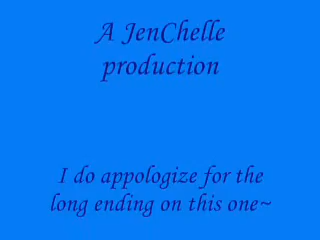 A JenChelle
production
I do appologize for the
long ending on this one~